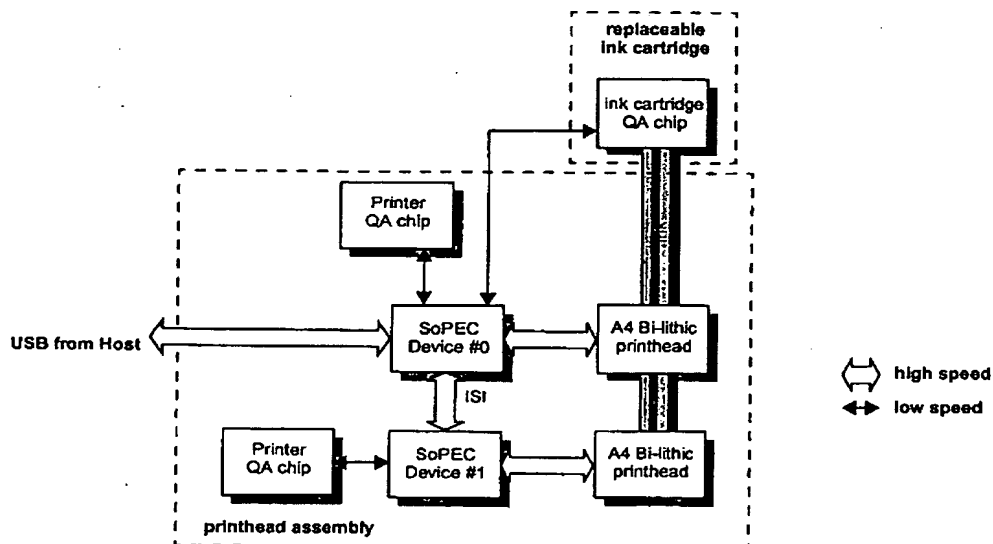 replaceable
ink cartridge
ink cartridge
QA chip
Printer
QA chip
USB from Host
SoPEC
Device #0
A4 Bi-lithic
printhead
high speed
low speed
ISI
Printer
QA chip
SoPEC
Device #1
A4 Bi-lithic
printhead
printhead assembly